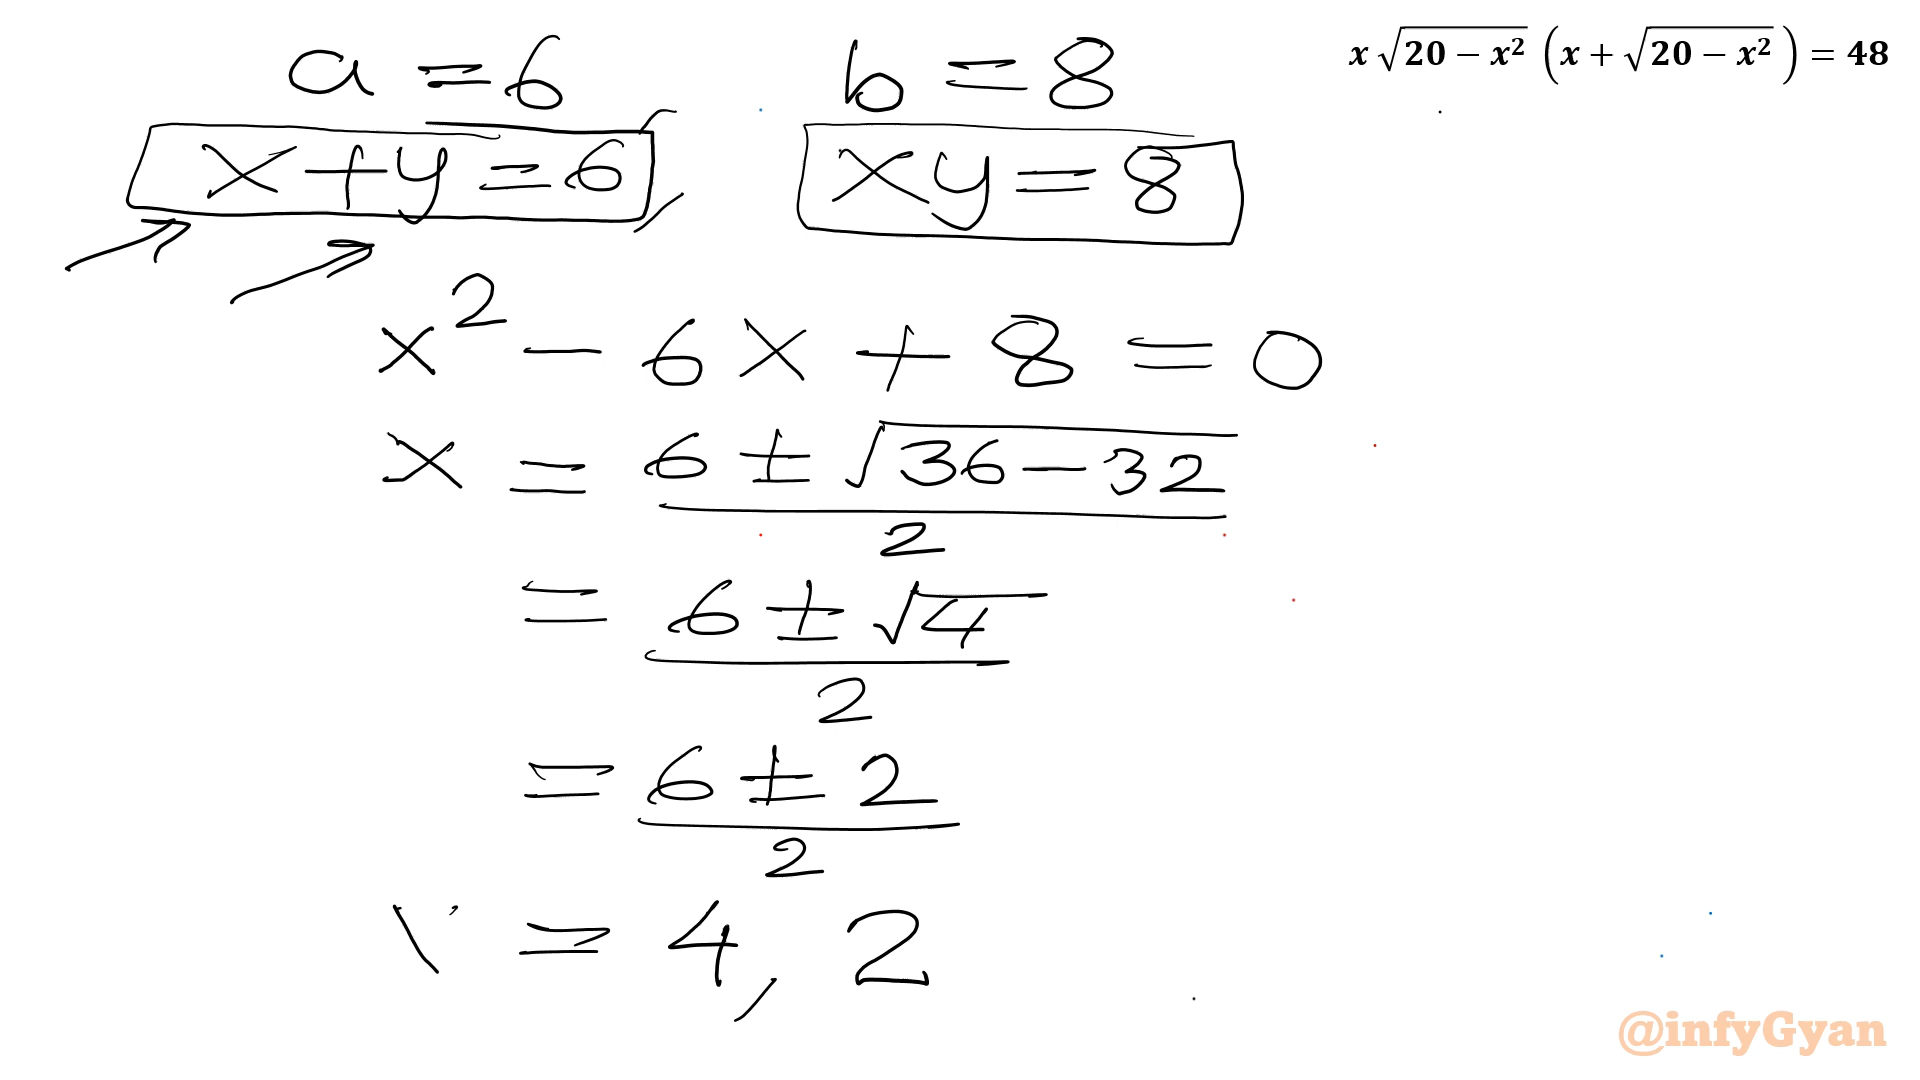 x √(20 − x²) (x + √(20 − x²)) = 48
a = 6 b = 8
x + y = 6 xy = 8
x² − 6x + 8 = 0
x = (6 ± √(36 − 32)) / 2
= (6 ± √4) / 2
= (6 ± 2) / 2
= 4, 2
@infyGyan